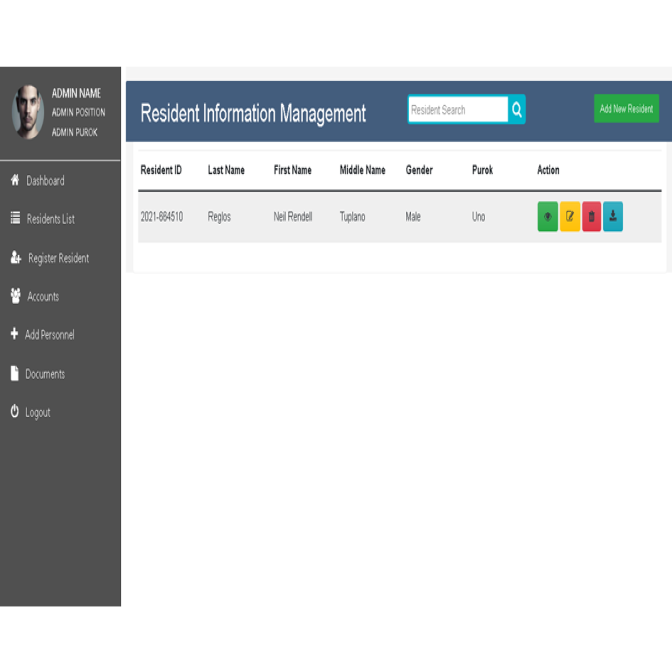 ADMIN NAME
ADMIN POSITION
ADMIN PUROK
Dashboard
Residents List
Register Resident
Accounts
Add Personnel
Documents
Logout
Resident Information Management
Resident Search
Add New Resident
Resident ID Last Name First Name Middle Name Gender Purok Action
2021-884510 Reglos Neil Rendell Tuplano Male Uno